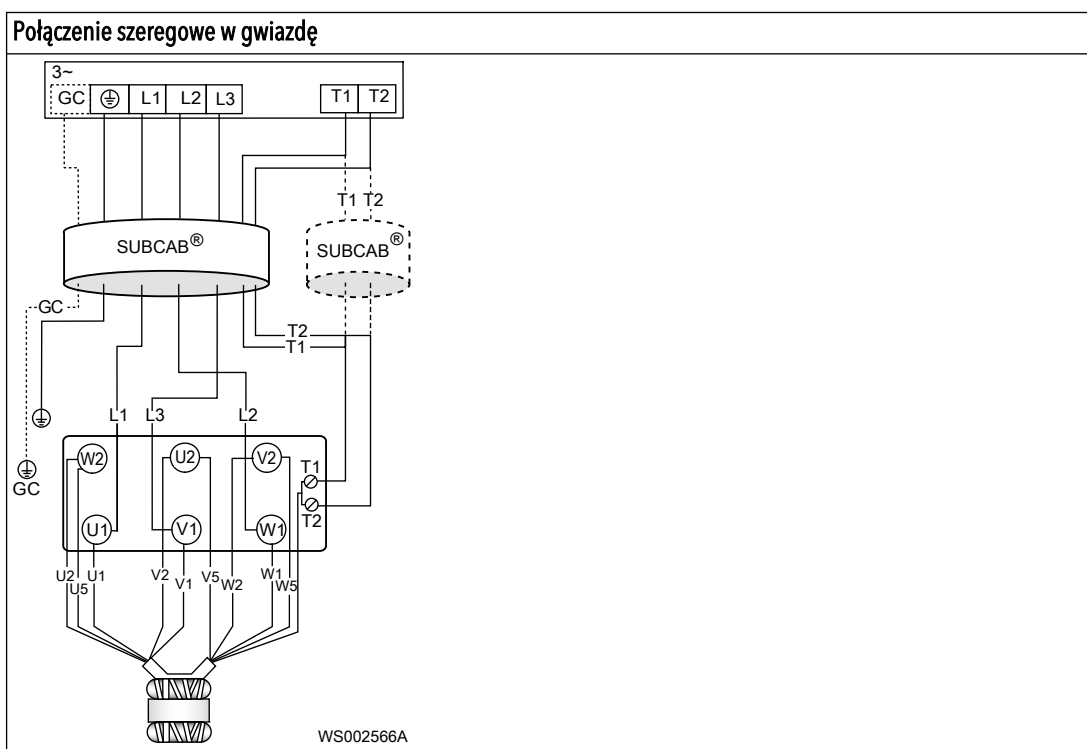 Połączenie szeregowe w gwiazdę
3~
GC L1 L2 L3 T1 T2
T1 T2
SUBCAB® SUBCAB®
GC
T2
T1
L1 L3 L2
W2 U2 V2 T1
GC
U1 V1 W1 T2
U2 U1 V2 V5 W1
U5 V1 W2 W5
WS002566A